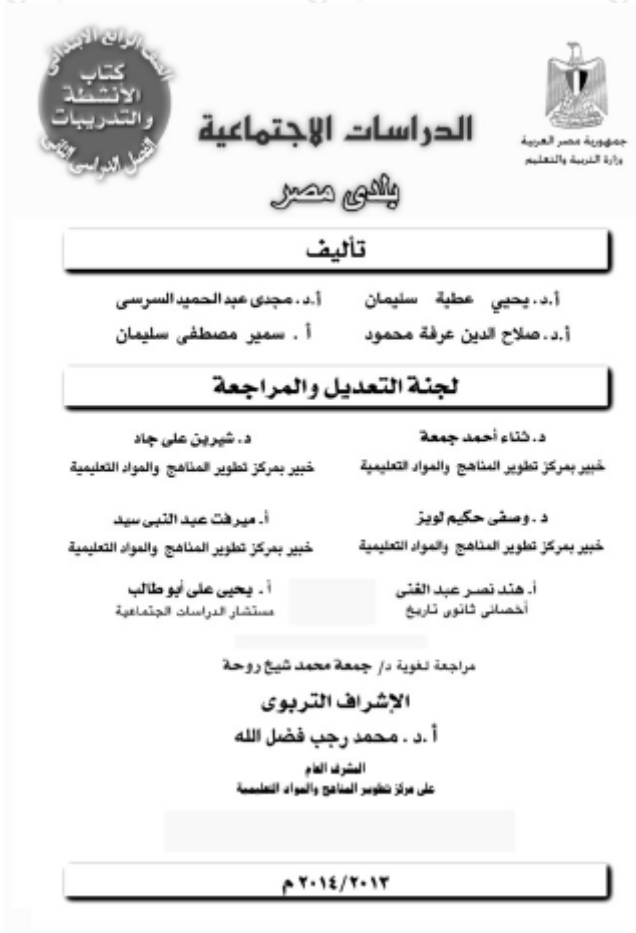 الصف الرابع الابتدائى
كتاب
الأنشطة
والتدريبات
الفصل الدراسى الثانى
جمهورية مصر العربية
وزارة التربية والتعليم
الدراسات الاجتماعية
بلدى مصر
تأليف
أ.د. يحيي عطية سليمان أ.د. مجدى عبد الحميد السرسى
أ.د. صلاح الدين عرفة محمود أ . سمير مصطفى سليمان
لجنة التعديل والمراجعة
د. ثناء أحمد جمعة د. شيرين على جاد
خبير بمركز تطوير المناهج والمواد التعليمية خبير بمركز تطوير المناهج والمواد التعليمية
د . وصفى حكيم لويز أ. ميرفت عبد النبى سيد
خبير بمركز تطوير المناهج والمواد التعليمية خبير بمركز تطوير المناهج والمواد التعليمية
أ. هند نصر عبد الغنى أ . يحيى على أبو طالب
أخصائى ثانوى تاريخ مستشار الدراسات الجتماعية
مراجعة لغوية د/ جمعة محمد شيخ روحة
الإشراف التربوى
أ .د . محمد رجب فضل الله
المشرف العام
على مركز تطوير المناهج والمواد التعليمية
٢٠١٤/٢٠١٣ م